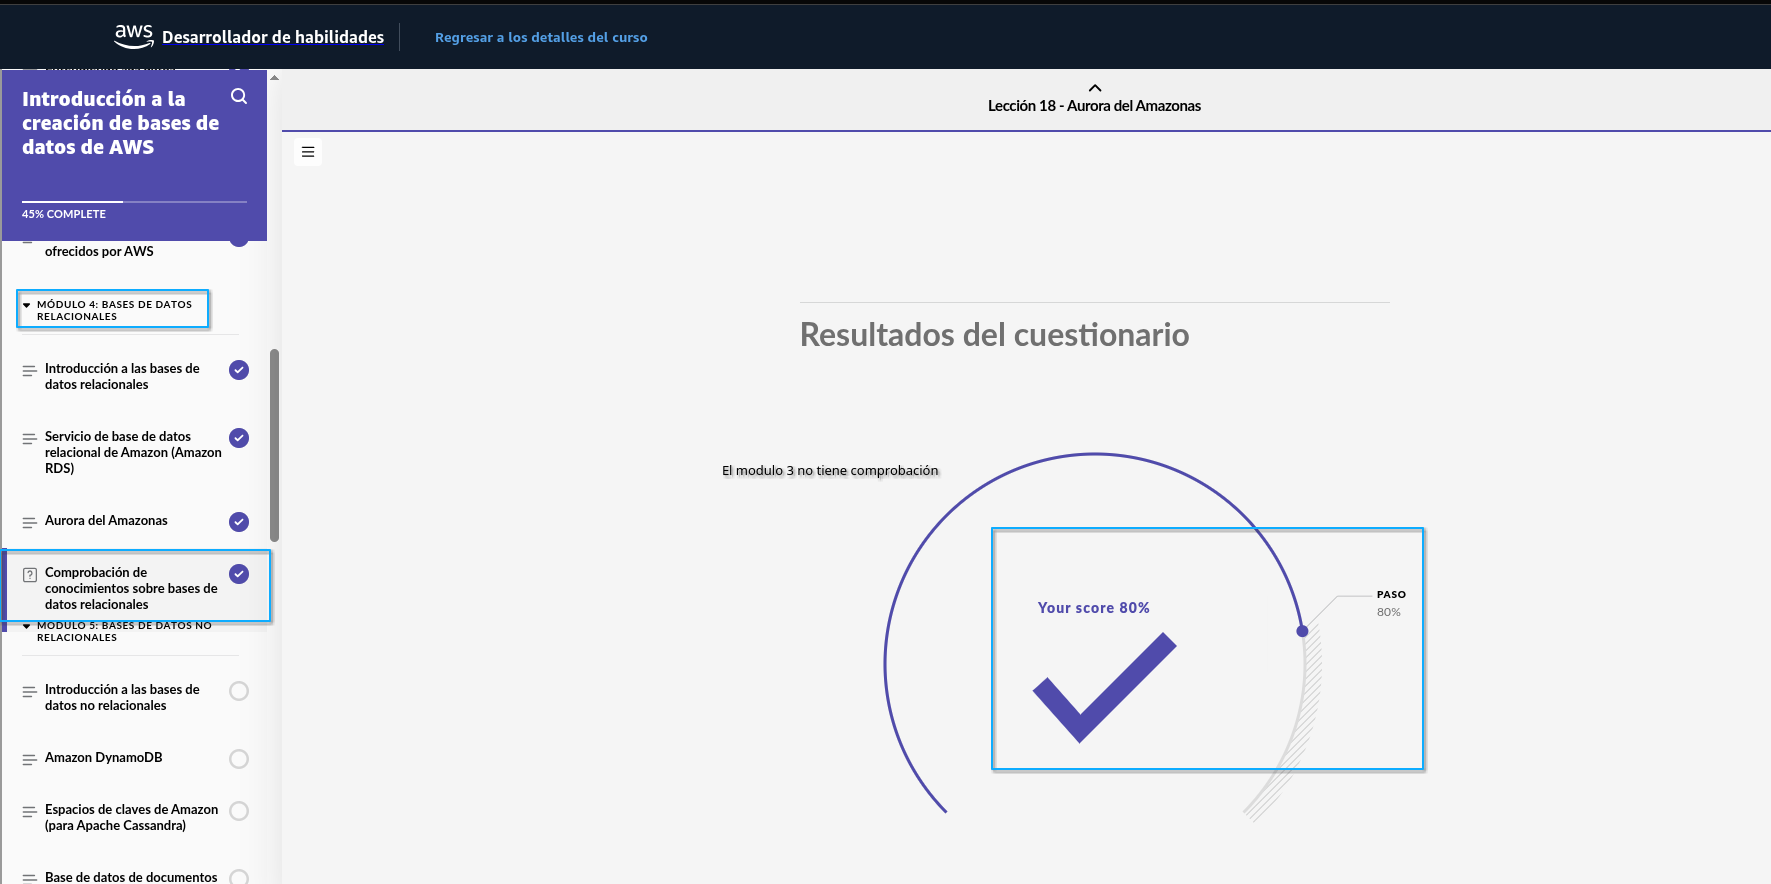 aws Desarrollador de habilidades
Regresar a los detalles del curso
Introducción a la
creación de bases de
datos de AWS
45% COMPLETE
ofrecidos por AWS
MÓDULO 4: BASES DE DATOS
RELACIONALES
Introducción a las bases de
datos relacionales
Servicio de base de datos
relacional de Amazon (Amazon
RDS)
Aurora del Amazonas
Comprobación de
conocimientos sobre bases de
datos relacionales
MÓDULO 5: BASES DE DATOS NO
RELACIONALES
Introducción a las bases de
datos no relacionales
Amazon DynamoDB
Espacios de claves de Amazon
(para Apache Cassandra)
Base de datos de documentos
Lección 18 - Aurora del Amazonas
Resultados del cuestionario
El modulo 3 no tiene comprobación
Your score 80%
PASO
80%